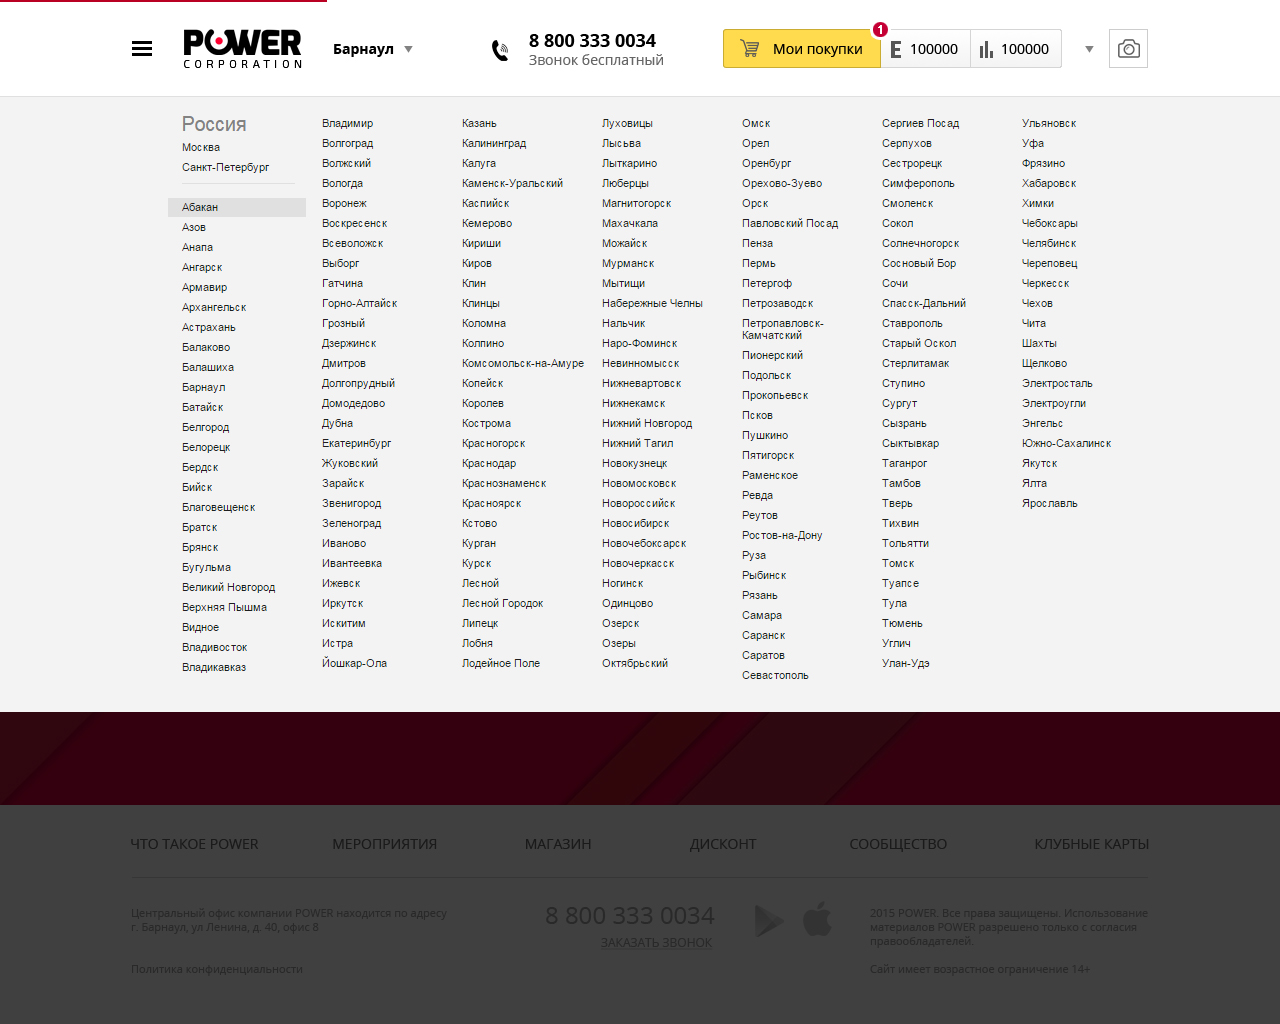 POWER
CORPORATION
Барнаул
8 800 333 0034
Звонок бесплатный
Мои покупки
1
E 100000
100000
Россия
Москва
Санкт-Петербург
Абакан
Азов
Анапа
Ангарск
Армавир
Архангельск
Астрахань
Балаково
Балашиха
Барнаул
Батайск
Белгород
Белорецк
Бердск
Бийск
Благовещенск
Братск
Брянск
Бугульма
Великий Новгород
Верхняя Пышма
Видное
Владивосток
Владикавказ
Владимир
Волгоград
Волжский
Вологда
Воронеж
Воскресенск
Всеволожск
Выборг
Гатчина
Горно-Алтайск
Грозный
Дзержинск
Дмитров
Долгопрудный
Домодедово
Дубна
Екатеринбург
Жуковский
Зарайск
Звенигород
Зеленоград
Иваново
Ивантеевка
Ижевск
Иркутск
Искитим
Истра
Йошкар-Ола
Казань
Калининград
Калуга
Каменск-Уральский
Каспийск
Кемерово
Кириши
Киров
Клин
Клинцы
Коломна
Колпино
Комсомольск-на-Амуре
Копейск
Королев
Кострома
Красногорск
Краснодар
Краснознаменск
Красноярск
Кстово
Курган
Курск
Лесной
Лесной Городок
Липецк
Лобня
Лодейное Поле
Луховицы
Лысьва
Лыткарино
Люберцы
Магнитогорск
Махачкала
Можайск
Мурманск
Мытищи
Набережные Челны
Нальчик
Наро-Фоминск
Невинномысск
Нижневартовск
Нижнекамск
Нижний Новгород
Нижний Тагил
Новокузнецк
Новомосковск
Новороссийск
Новосибирск
Новочебоксарск
Новочеркасск
Ногинск
Одинцово
Озерск
Озеры
Октябрьский
Омск
Орел
Оренбург
Орехово-Зуево
Орск
Павловский Посад
Пенза
Пермь
Петергоф
Петрозаводск
Петропавловск-
Камчатский
Пионерский
Подольск
Прокопьевск
Псков
Пушкино
Пятигорск
Раменское
Ревда
Реутов
Ростов-на-Дону
Руза
Рыбинск
Рязань
Самара
Саранск
Саратов
Севастополь
Сергиев Посад
Серпухов
Сестрорецк
Симферополь
Смоленск
Сокол
Солнечногорск
Сосновый Бор
Сочи
Спасск-Дальний
Ставрополь
Старый Оскол
Стерлитамак
Ступино
Сургут
Сызрань
Сыктывкар
Таганрог
Тамбов
Тверь
Тихвин
Тольятти
Томск
Туапсе
Тула
Тюмень
Углич
Улан-Удэ
Ульяновск
Уфа
Фрязино
Хабаровск
Химки
Чебоксары
Челябинск
Череповец
Черкесск
Чехов
Чита
Шахты
Щелково
Электросталь
Электроугли
Энгельс
Южно-Сахалинск
Якутск
Ялта
Ярославль
ЧТО ТАКОЕ POWER
МЕРОПРИЯТИЯ
МАГАЗИН
ДИСКОНТ
СООБЩЕСТВО
КЛУБНЫЕ КАРТЫ
Центральный офис компании POWER находится по адресу
г. Барнаул, ул Ленина, д. 40, офис 8
Политика конфиденциальности
8 800 333 0034
ЗАКАЗАТЬ ЗВОНОК
2015 POWER. Все права защищены. Использование
материалов POWER разрешено только с согласия
правообладателей.
Сайт имеет возрастное ограничение 14+